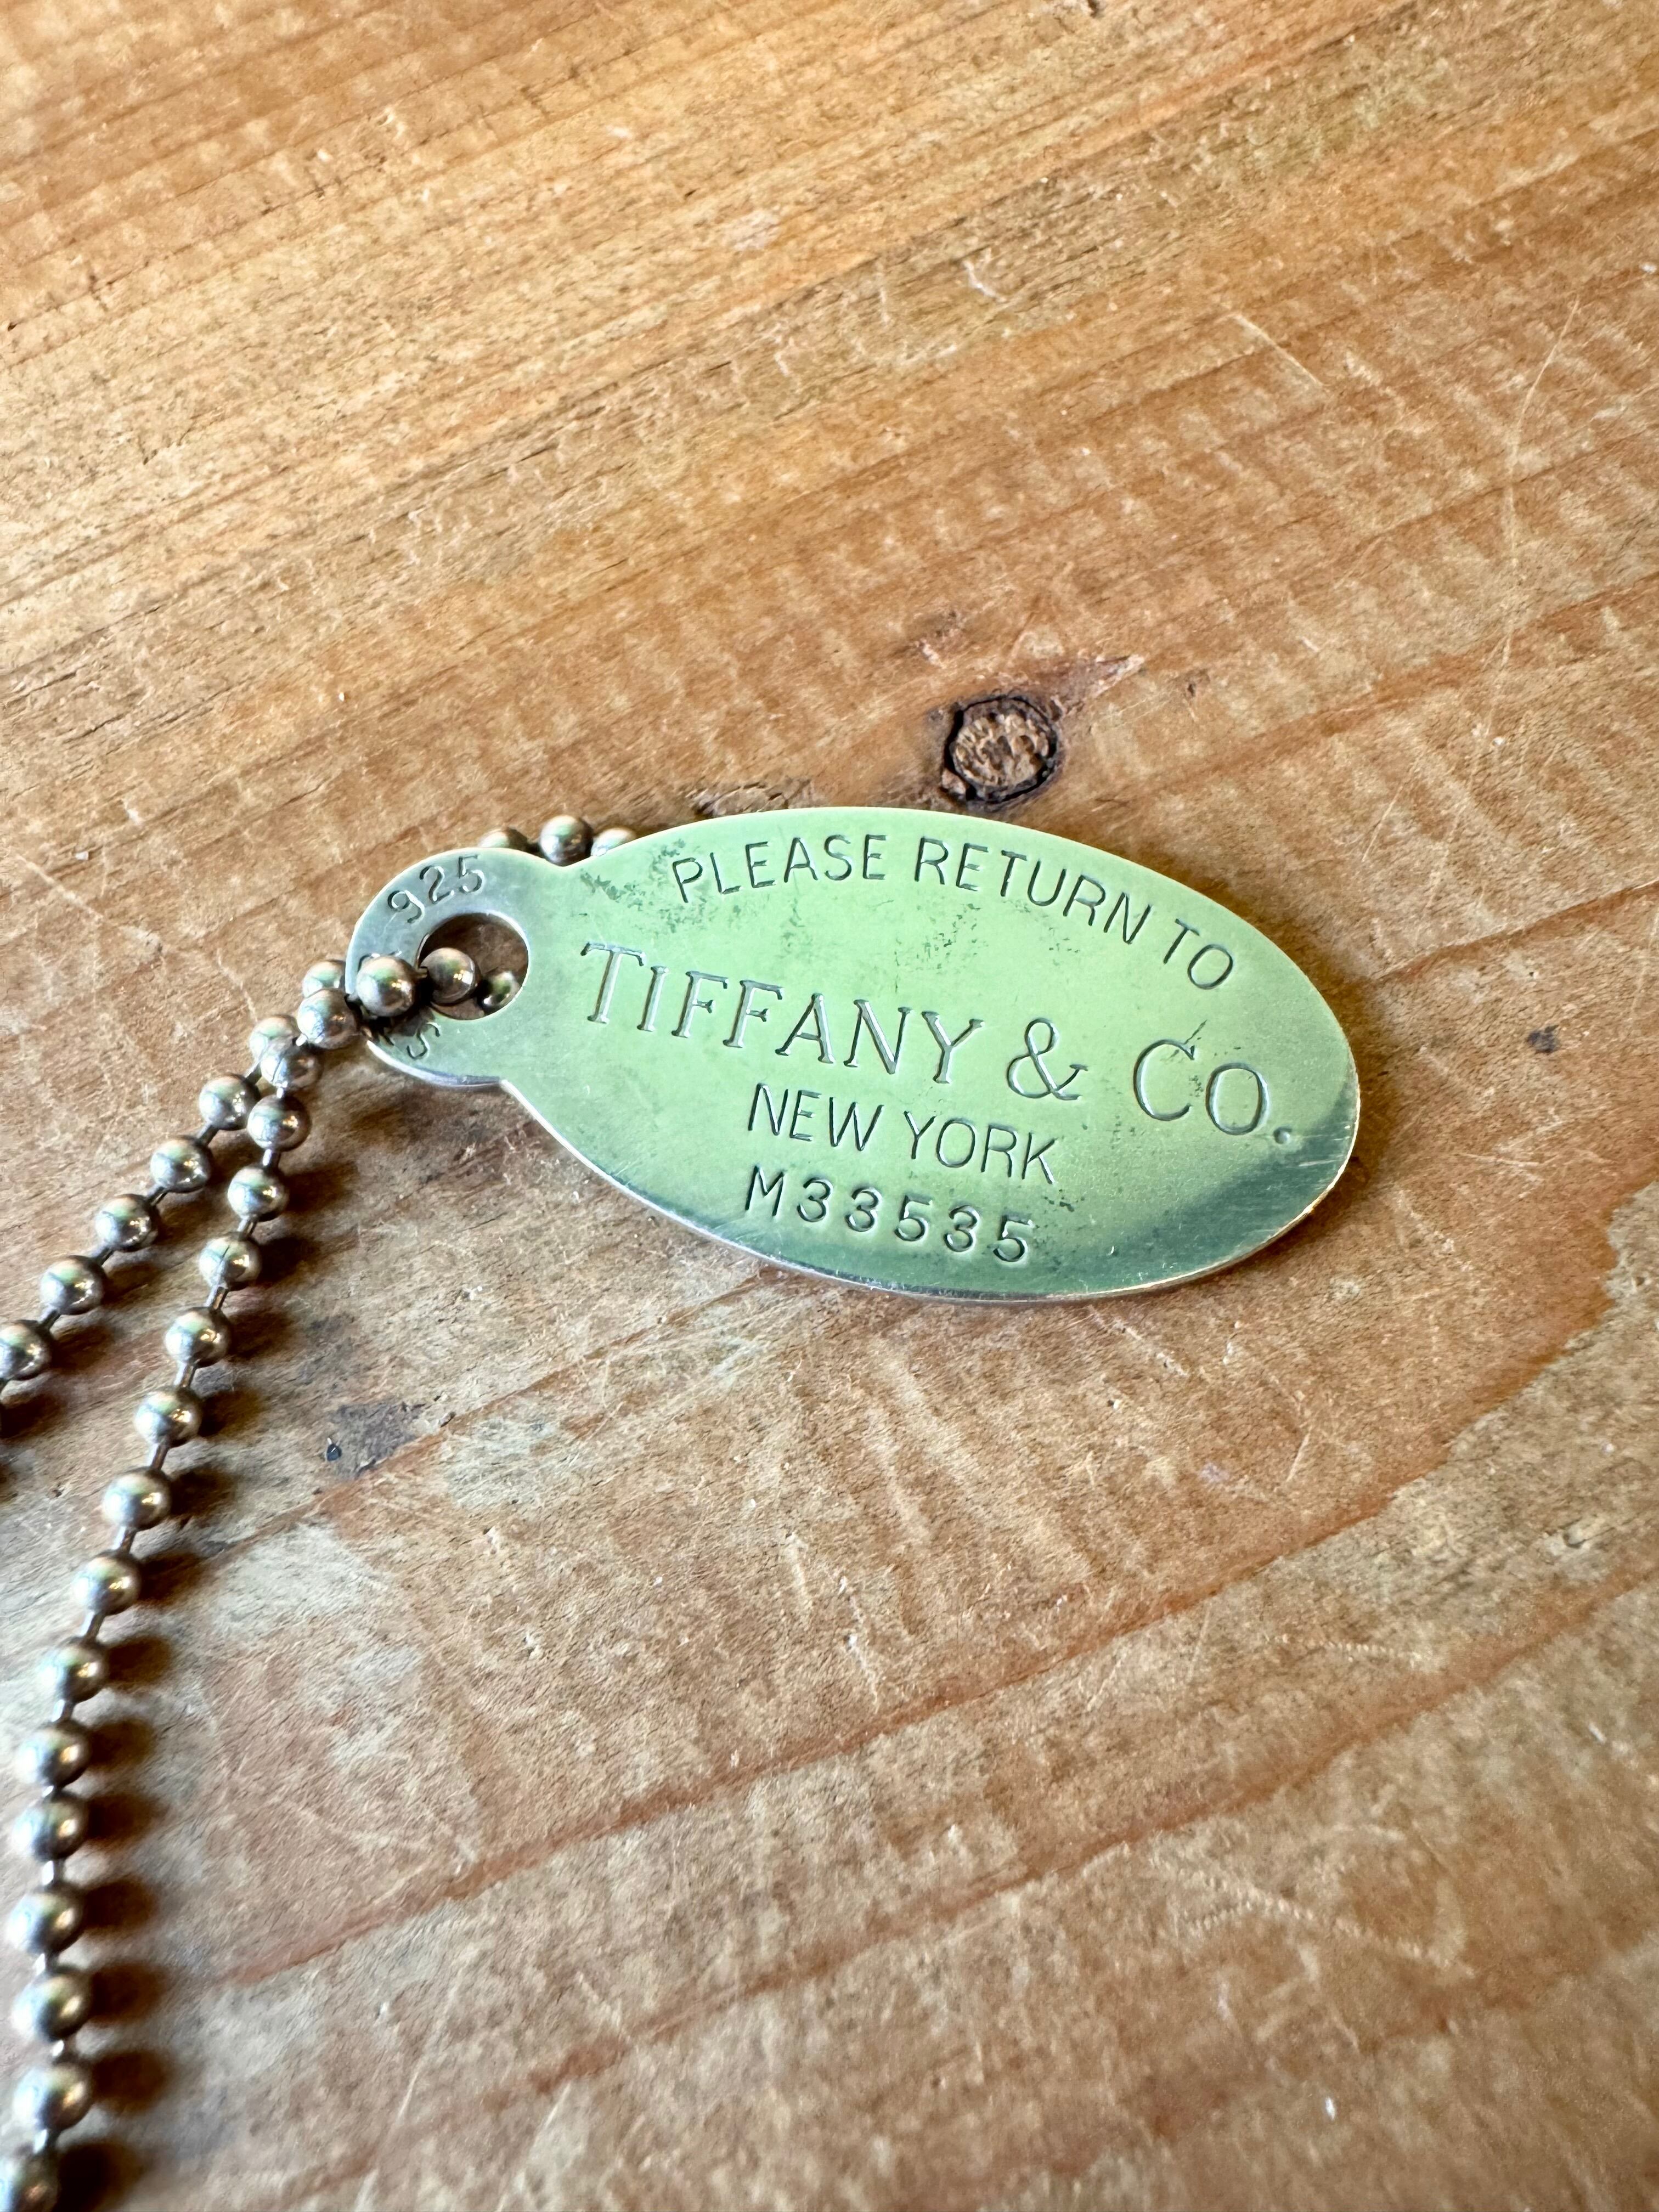 925
PLEASE RETURN TO
TIFFANY & CO.
NEW YORK
M33535